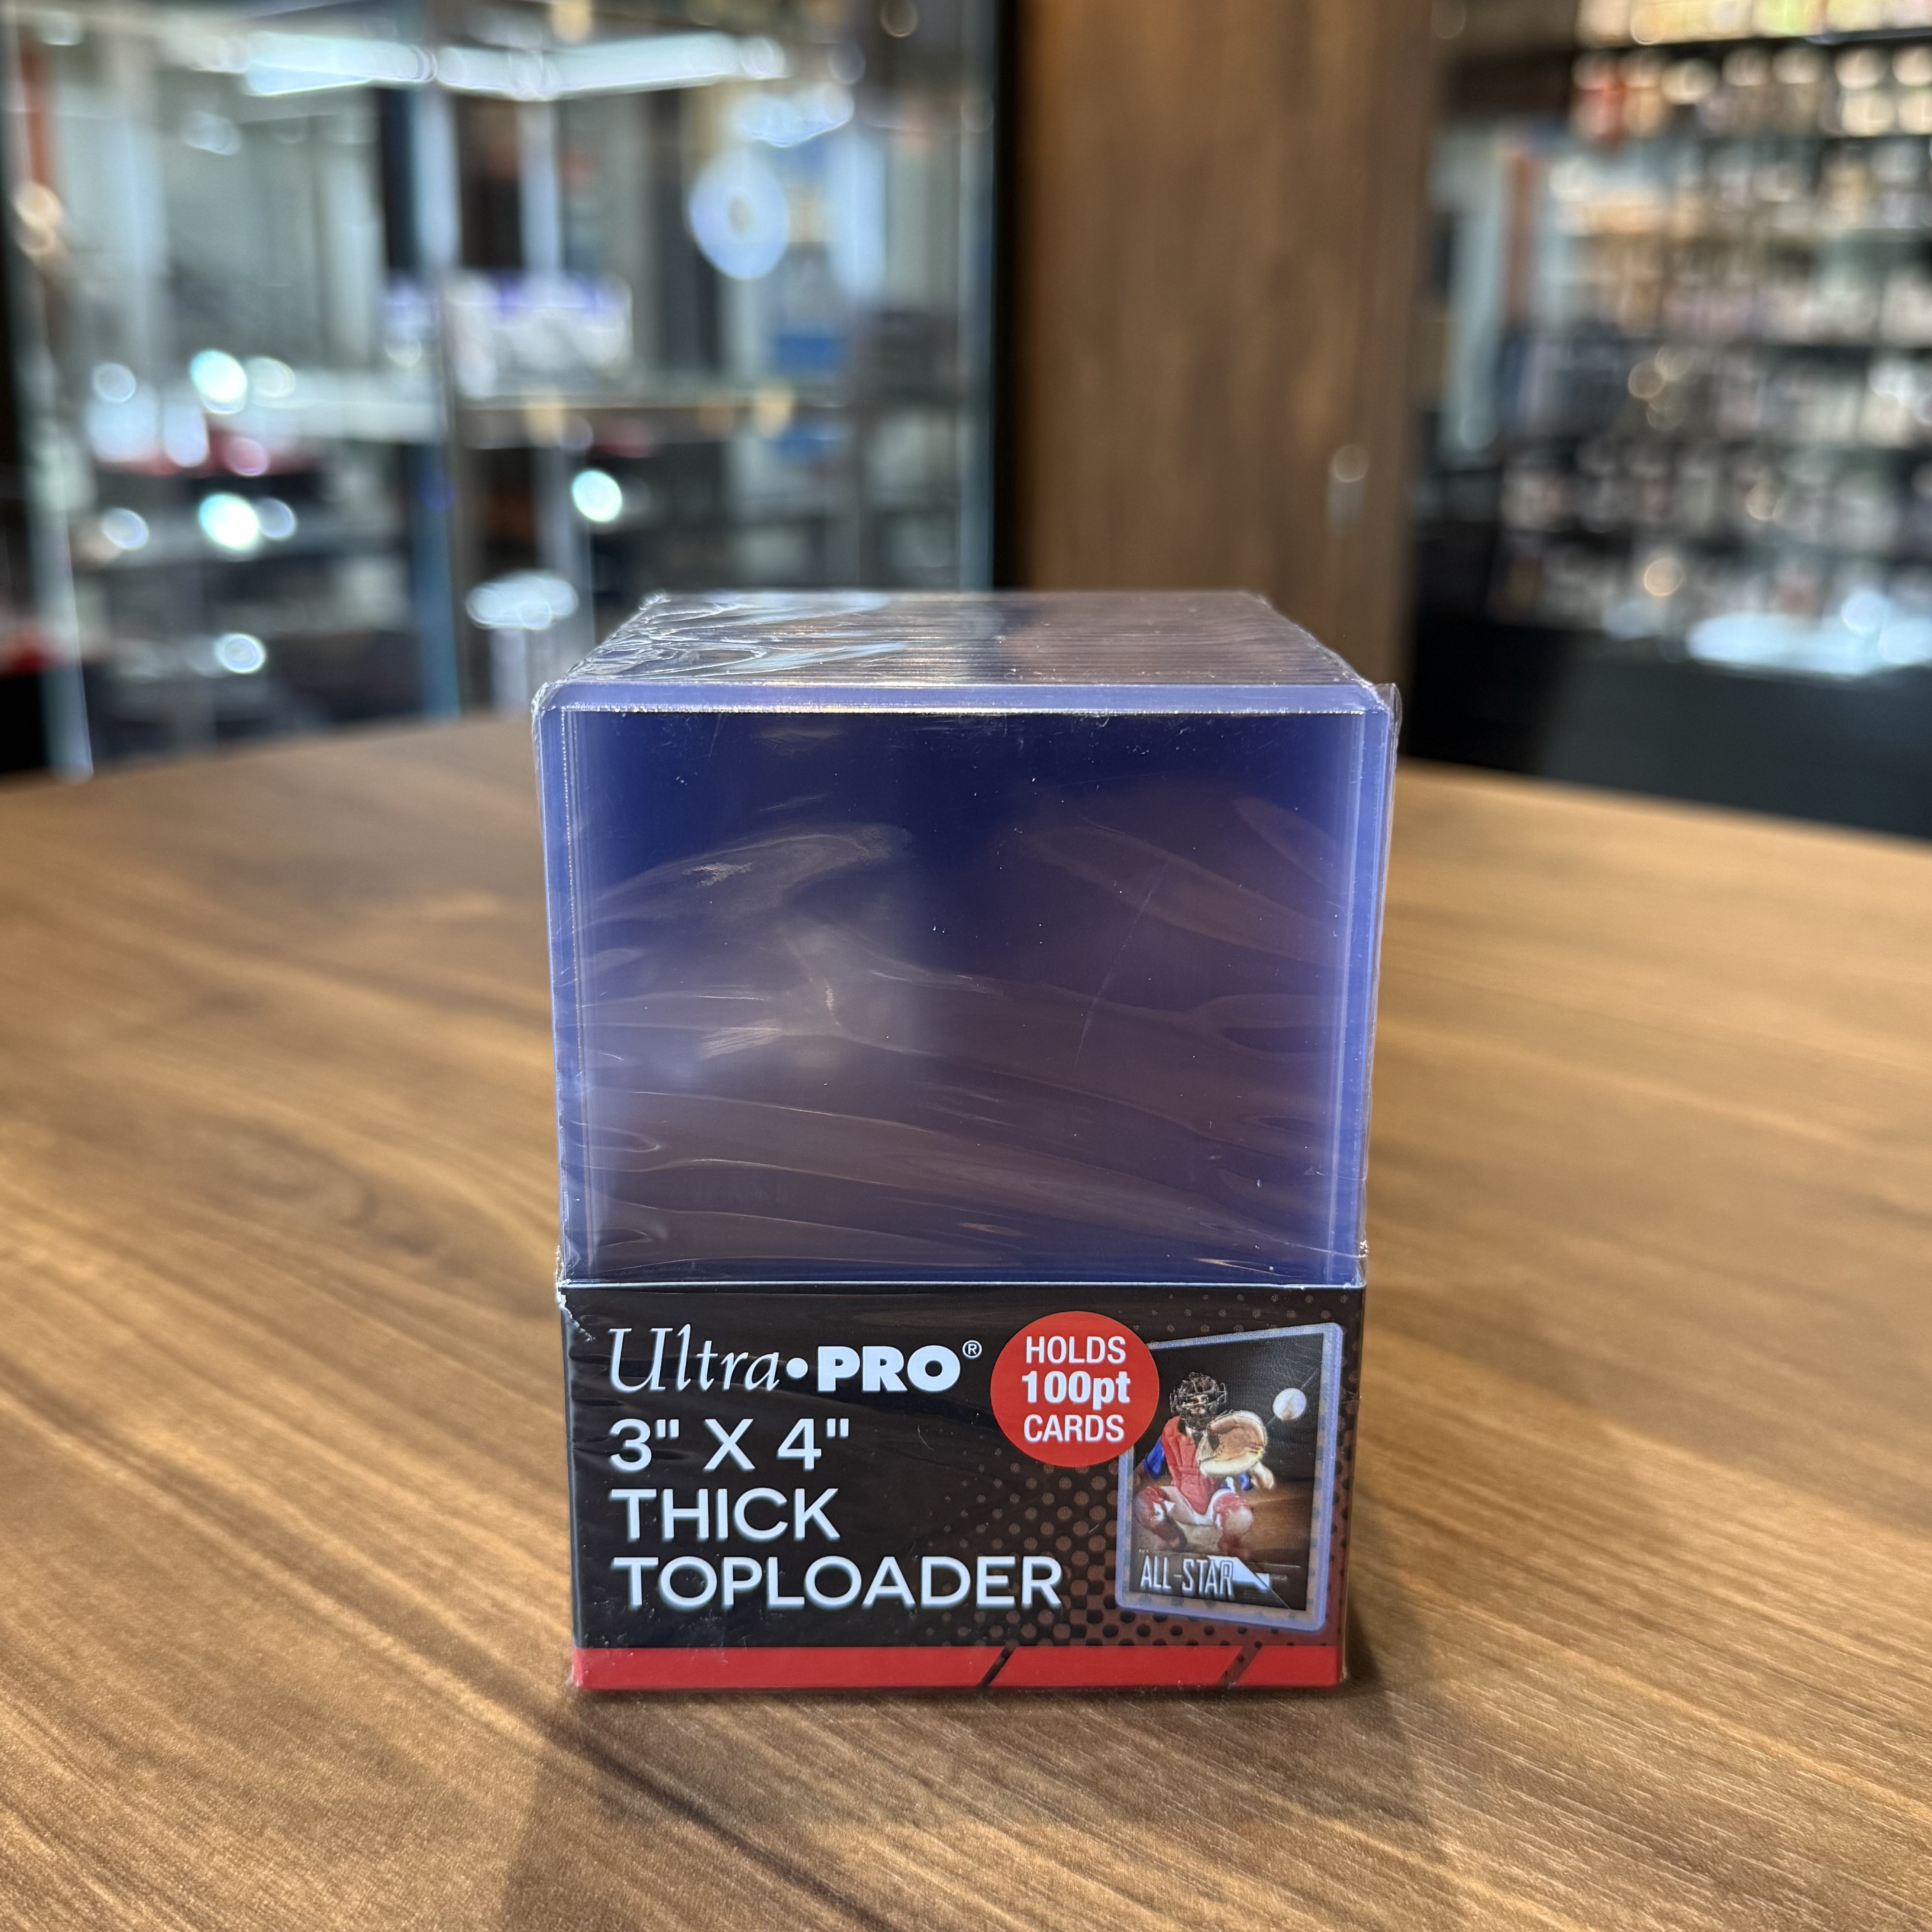 Ultra•PRO®
3" X 4"
THICK
TOPLOADER
HOLDS
100pt
CARDS
ALL-STAR